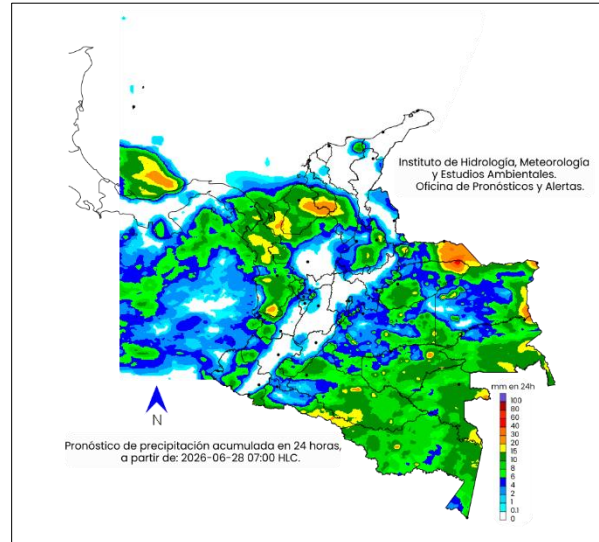 Instituto de Hidrología, Meteorología
y Estudios Ambientales.
Oficina de Pronósticos y Alertas.
mm en 24h
100
80
60
40
30
20
15
10
8
6
4
2
1
0.1
0
N
Pronóstico de precipitación acumulada en 24 horas,
a partir de: 2026-06-28 07:00 HLC.